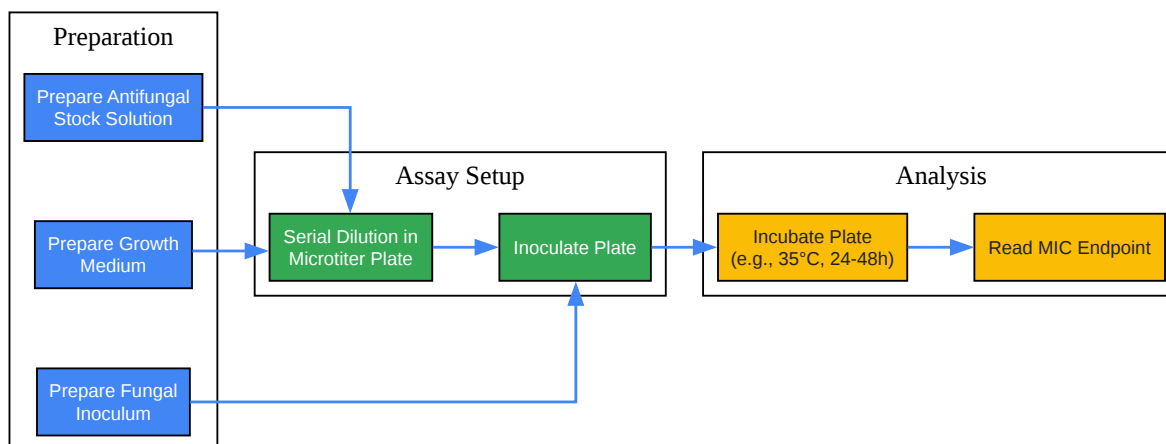 Preparation
Prepare Antifungal
Stock Solution
Prepare Growth
Medium
Prepare Fungal
Inoculum
Assay Setup
Serial Dilution in
Microtiter Plate
Inoculate Plate
Analysis
Incubate Plate
(e.g., 35°C, 24-48h)
Read MIC Endpoint